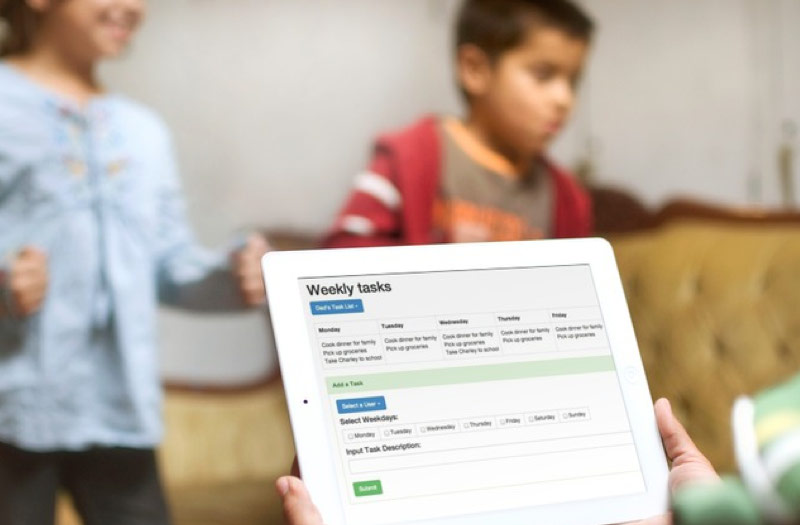 Weekly tasks
Dad's Task List
Monday Tuesday Wednesday Thursday Friday
Cook dinner for family Cook dinner for family Cook dinner for family Cook dinner for family Cook dinner for family
Pick up groceries Pick up groceries Pick up groceries Pick up groceries Pick up groceries
Take Charley to school Take Charley to school
Add a Task
Select a User
Select Weekdays:
Monday Tuesday Wednesday Thursday Friday Saturday Sunday
Input Task Description:
Submit